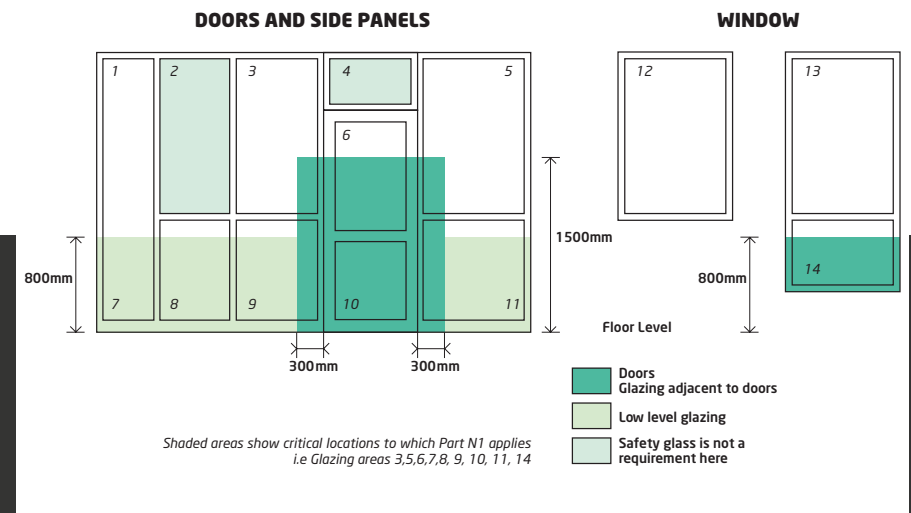 DOORS AND SIDE PANELS
WINDOW
1
2
3
4
5
6
12
13
1500mm
800mm
800mm
7
8
9
10
11
14
Floor Level
300mm
300mm
Doors
Glazing adjacent to doors
Low level glazing
Safety glass is not a
requirement here
Shaded areas show critical locations to which Part N1 applies
i.e Glazing areas 3,5,6,7,8, 9, 10, 11, 14